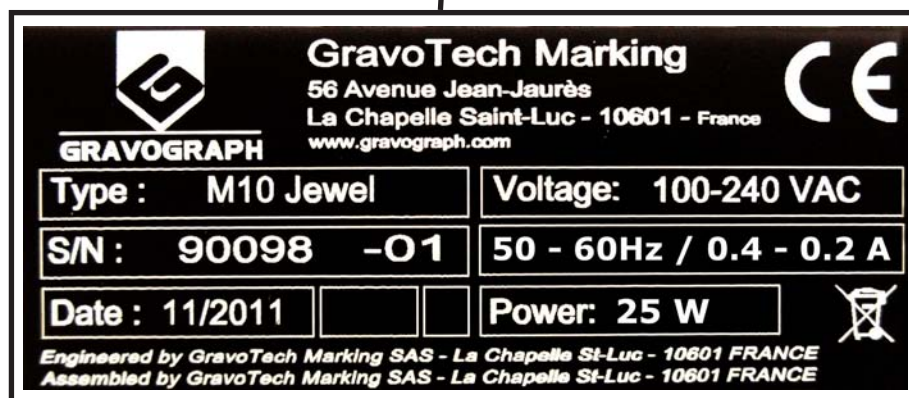 GravoTech Marking
56 Avenue Jean-Jaurès
La Chapelle Saint-Luc - 10601 - France
www.gravograph.com
GRAVOGRAPH
CE
Type : M10 Jewel
Voltage: 100-240 VAC
S/N : 90098 -01
50 - 60Hz / 0.4 - 0.2 A
Date : 11/2011
Power: 25 W
Engineered by GravoTech Marking SAS - La Chapelle St-Luc - 10601 FRANCE
Assembled by GravoTech Marking SAS - La Chapelle St-Luc - 10601 FRANCE